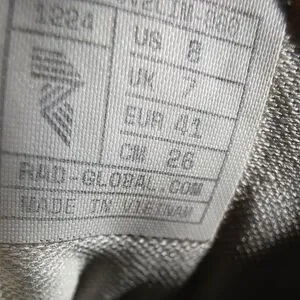 1224
US 8
UK 7
EUR 41
CM 26
RAD-GLOBAL.COM
MADE IN VIETNAM